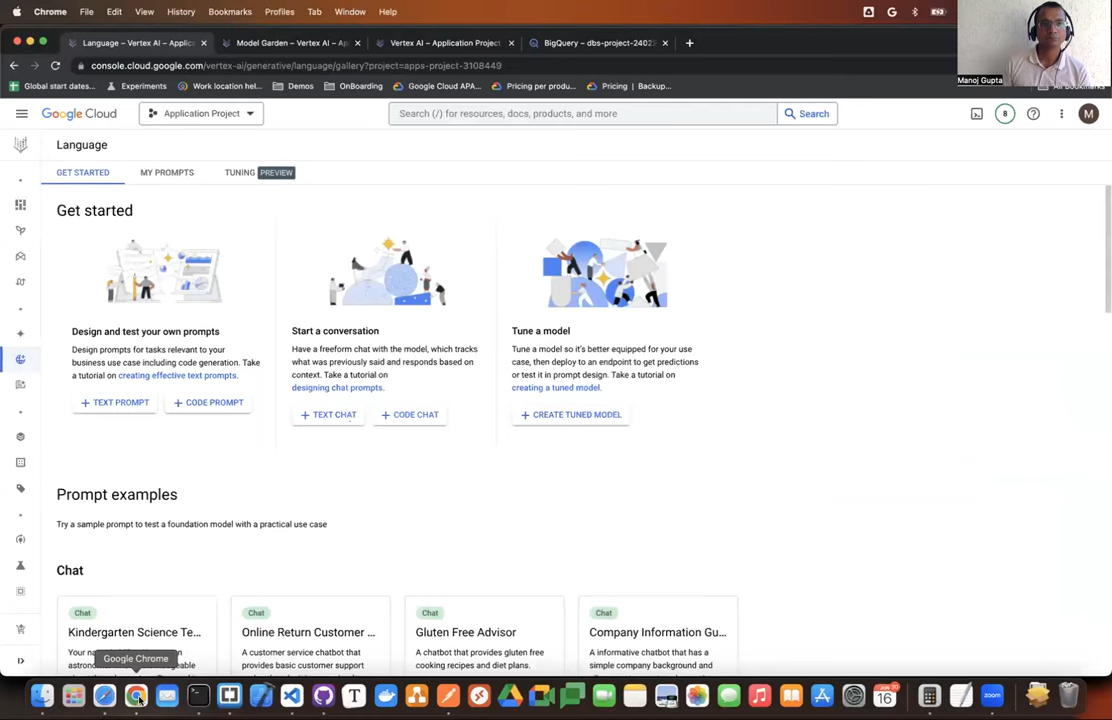 Chrome File Edit View History Bookmarks Profiles Tab Window Help
Language – Vertex AI – Applic
Model Garden – Vertex AI – Ap
Vertex AI – Application Project
BigQuery – dbs-project-2402
console.cloud.google.com/vertex-ai/generative/language/gallery?project=apps-project-3108449
Global start dates...
Experiments
Work location hel...
Demos
OnBoarding
Google Cloud APA...
Pricing per produ...
Pricing | Backup...
Manoj Gupta
Google Cloud
Application Project
Search (/) for resources, docs, products, and more
Search
8
M
Language
GET STARTED
MY PROMPTS
TUNING PREVIEW
Get started
Design and test your own prompts
Design prompts for tasks relevant to your
business use case including code generation. Take
a tutorial on creating effective text prompts.
+ TEXT PROMPT
+ CODE PROMPT
Start a conversation
Have a freeform chat with the model, which tracks
what was previously said and responds based on
context. Take a tutorial on
designing chat prompts.
+ TEXT CHAT
+ CODE CHAT
Tune a model
Tune a model so it's better equipped for your use
case, then deploy to an endpoint to get predictions
or test it in prompt design. Take a tutorial on
creating a tuned model.
+ CREATE TUNED MODEL
Prompt examples
Try a sample prompt to test a foundation model with a practical use case
Chat
Chat
Kindergarten Science Te...
Your na
astrono
Chat
Online Return Customer ...
A customer service chatbot that
provides basic customer support
Chat
Gluten Free Advisor
A chatbot that provides gluten free
cooking recipes and diet plans.
Chat
Company Information Gu...
A informative chatbot that has a
simple company background and
Google Chrome
16
zoom